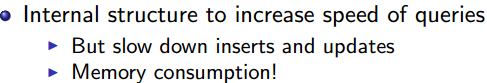 Internal structure to increase speed of queries
But slow down inserts and updates
Memory consumption!